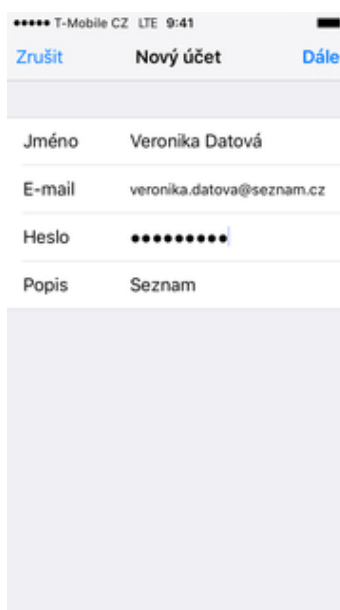 ●●●●● T-Mobile CZ LTE 9:41
Zrušit Nový účet Dále
Jméno Veronika Datová
E-mail veronika.datova@seznam.cz
Heslo ●●●●●●●●●
Popis Seznam